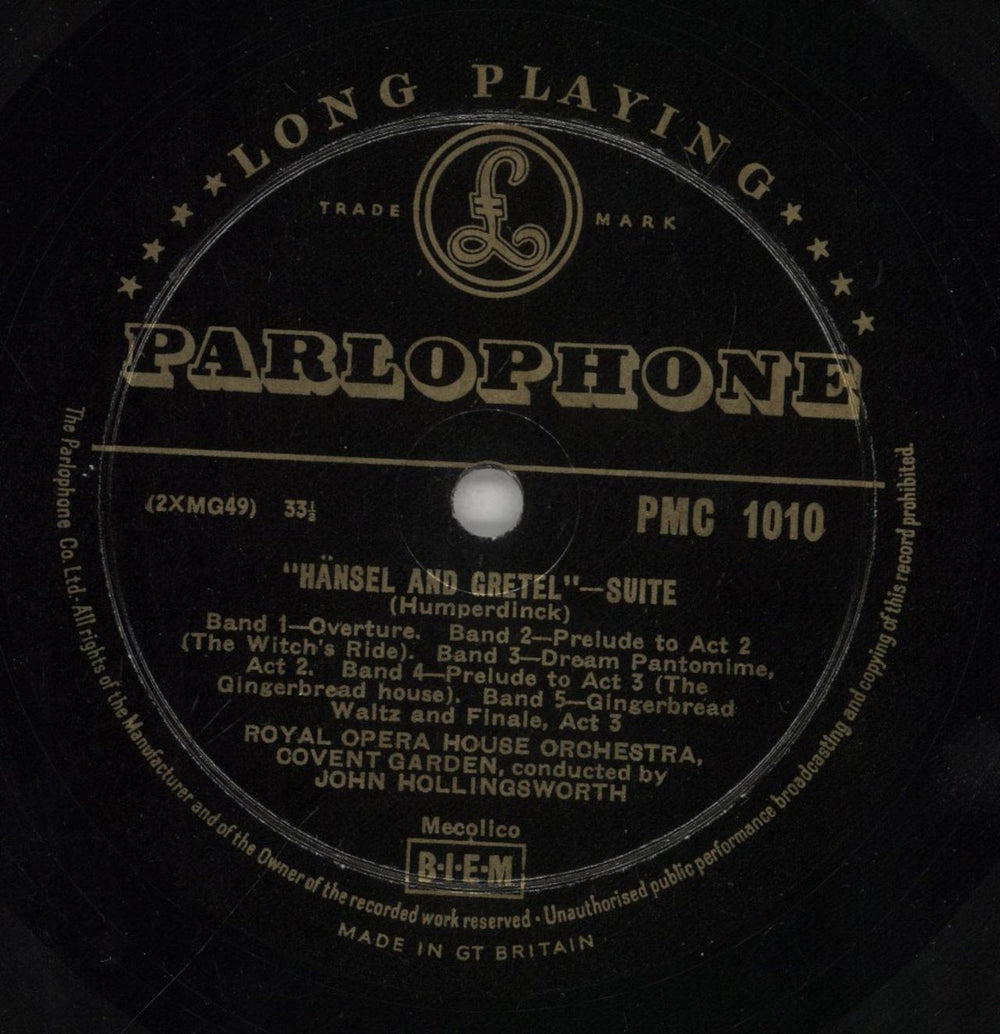 ★★★★ LONG PLAYING ★★★★
TRADE £ MARK
PARLOPHONE
(2XMG49) 33⅓
PMC 1010
"HÄNSEL AND GRETEL"—SUITE
(Humperdinck)
Band 1—Overture. Band 2—Prelude to Act 2
(The Witch's Ride). Band 3—Dream Pantomime,
Act 2. Band 4—Prelude to Act 3 (The
Gingerbread house). Band 5—Gingerbread
Waltz and Finale, Act 3
ROYAL OPERA HOUSE ORCHESTRA,
COVENT GARDEN, conducted by
JOHN HOLLINGSWORTH
Mecolico
B·I·E·M
The Parlophone Co. Ltd. All rights of the Manufacturer and of the Owner of the recorded work reserved · Unauthorised public performance broadcasting and copying of this record prohibited.
MADE IN GT BRITAIN